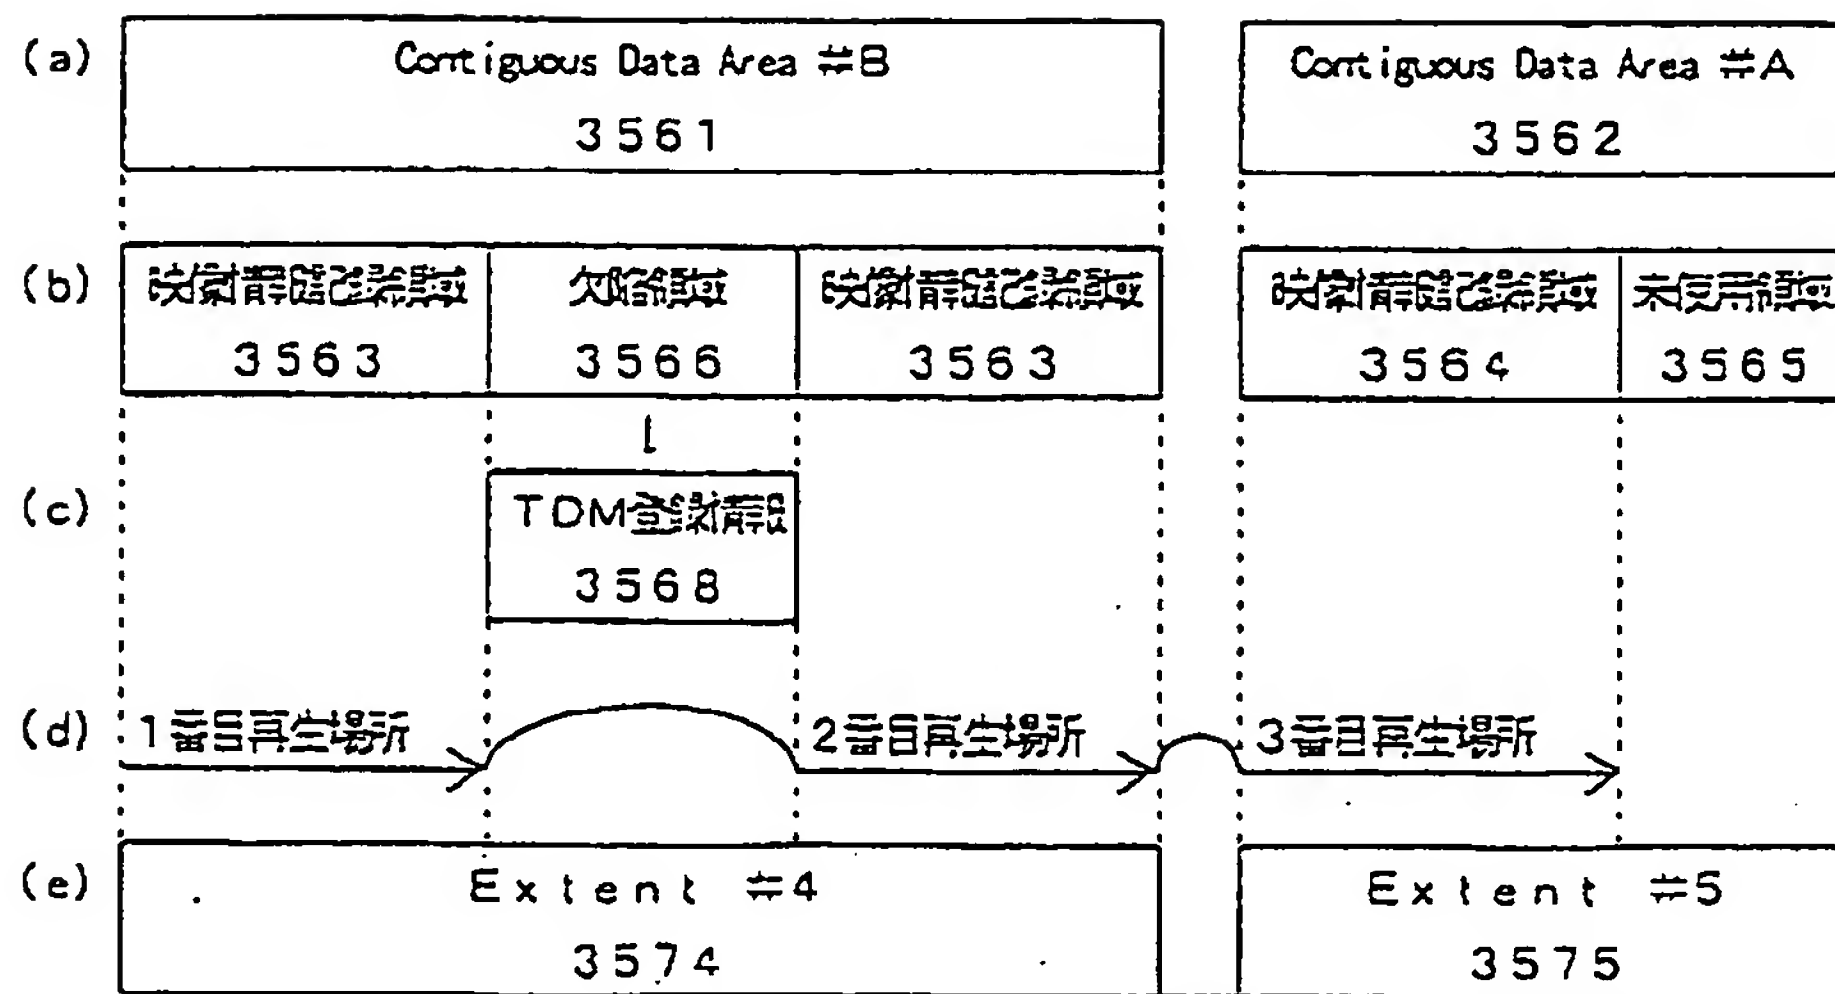 (a)
Contiguous Data Area #B
3561
Contiguous Data Area #A
3562
(b)
映像情報記録領域
3563
欠陥領域
3566
映像情報記録領域
3563
映像情報記録領域
3564
未使用領域
3565
(c)
TDM登録情報
3568
(d)
1番目再生場所
2番目再生場所
3番目再生場所
(e)
Extent #4
3574
Extent #5
3575